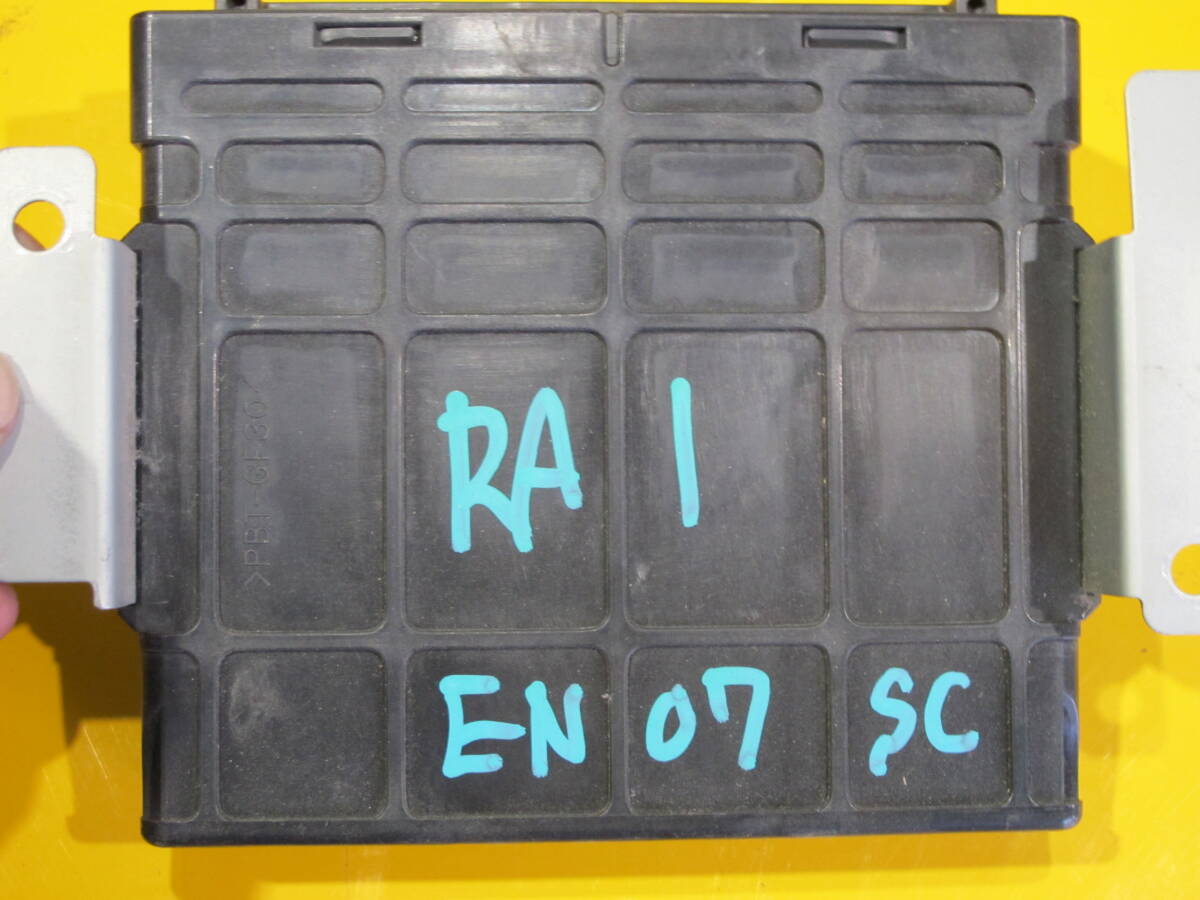 >PBT-GF30<
RA 1
EN 07 SC